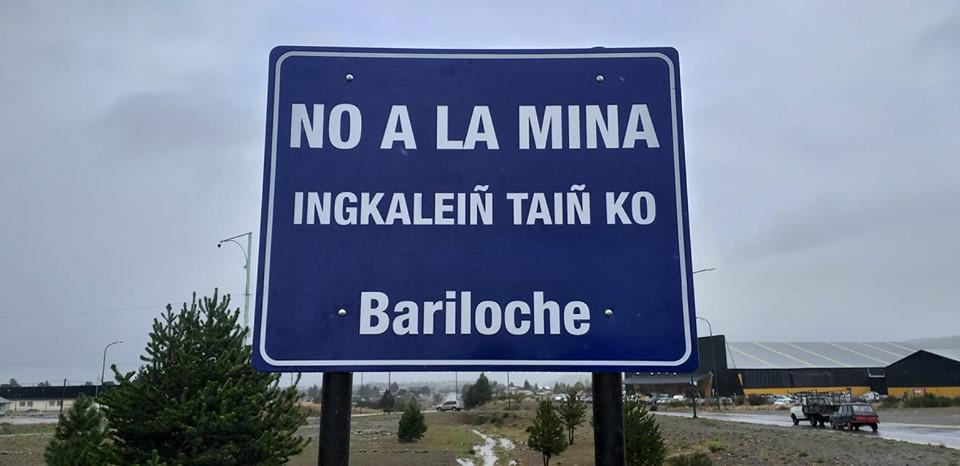 NO A LA MINA
INGKALEIÑ TAIÑ KO
Bariloche